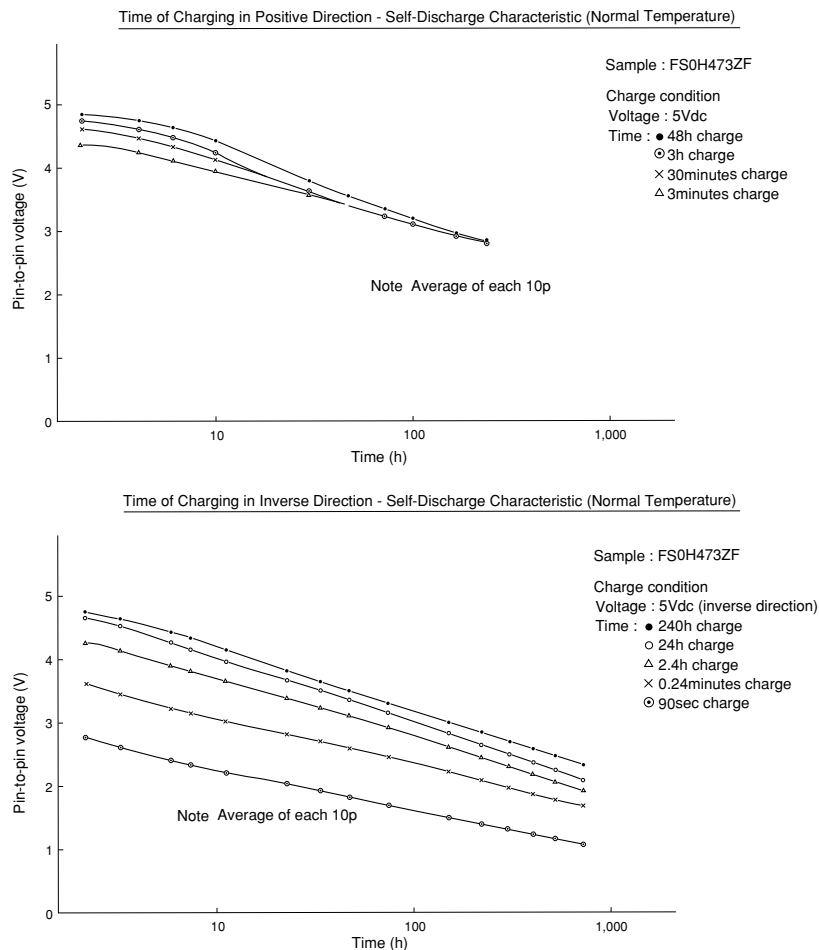 Time of Charging in Positive Direction - Self-Discharge Characteristic (Normal Temperature)
Sample : FS0H473ZF
Charge condition
Voltage : 5Vdc
Time : ● 48h charge
⊙ 3h charge
× 30minutes charge
△ 3minutes charge
Pin-to-pin voltage (V)
5
4
3
2
1
0
Note Average of each 10p
10
100
1,000
Time (h)
Time of Charging in Inverse Direction - Self-Discharge Characteristic (Normal Temperature)
Sample : FS0H473ZF
Charge condition
Voltage : 5Vdc (inverse direction)
Time : ● 240h charge
○ 24h charge
△ 2.4h charge
× 0.24minutes charge
⊙ 90sec charge
Pin-to-pin voltage (V)
5
4
3
2
1
0
Note Average of each 10p
10
100
1,000
Time (h)